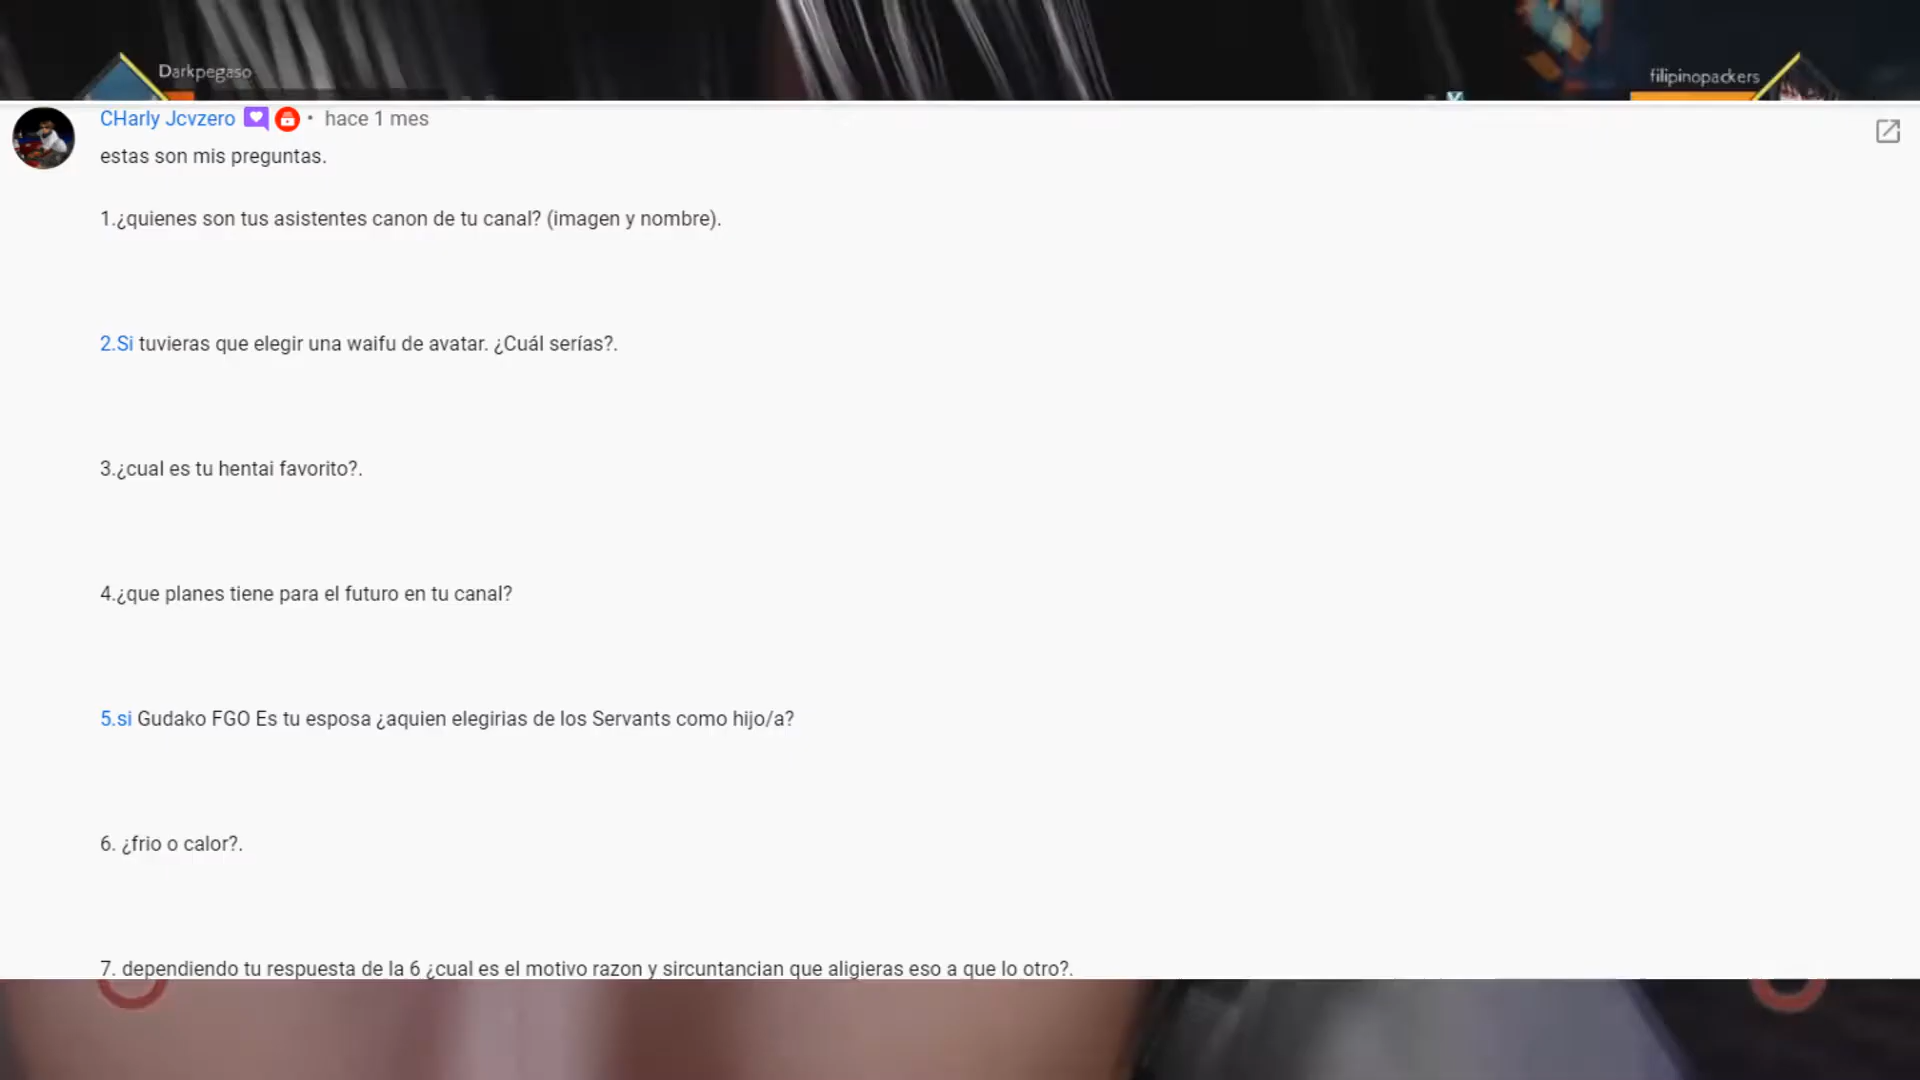 Darkpegaso
filipinopackers
CHarly Jcvzero • hace 1 mes
estas son mis preguntas.
1.¿quienes son tus asistentes canon de tu canal? (imagen y nombre).
2.Si tuvieras que elegir una waifu de avatar. ¿Cuál serías?.
3.¿cual es tu hentai favorito?.
4.¿que planes tiene para el futuro en tu canal?
5.si Gudako FGO Es tu esposa ¿aquien elegirias de los Servants como hijo/a?
6. ¿frio o calor?.
7. dependiendo tu respuesta de la 6 ¿cual es el motivo razon y sircuntancian que aligieras eso a que lo otro?.